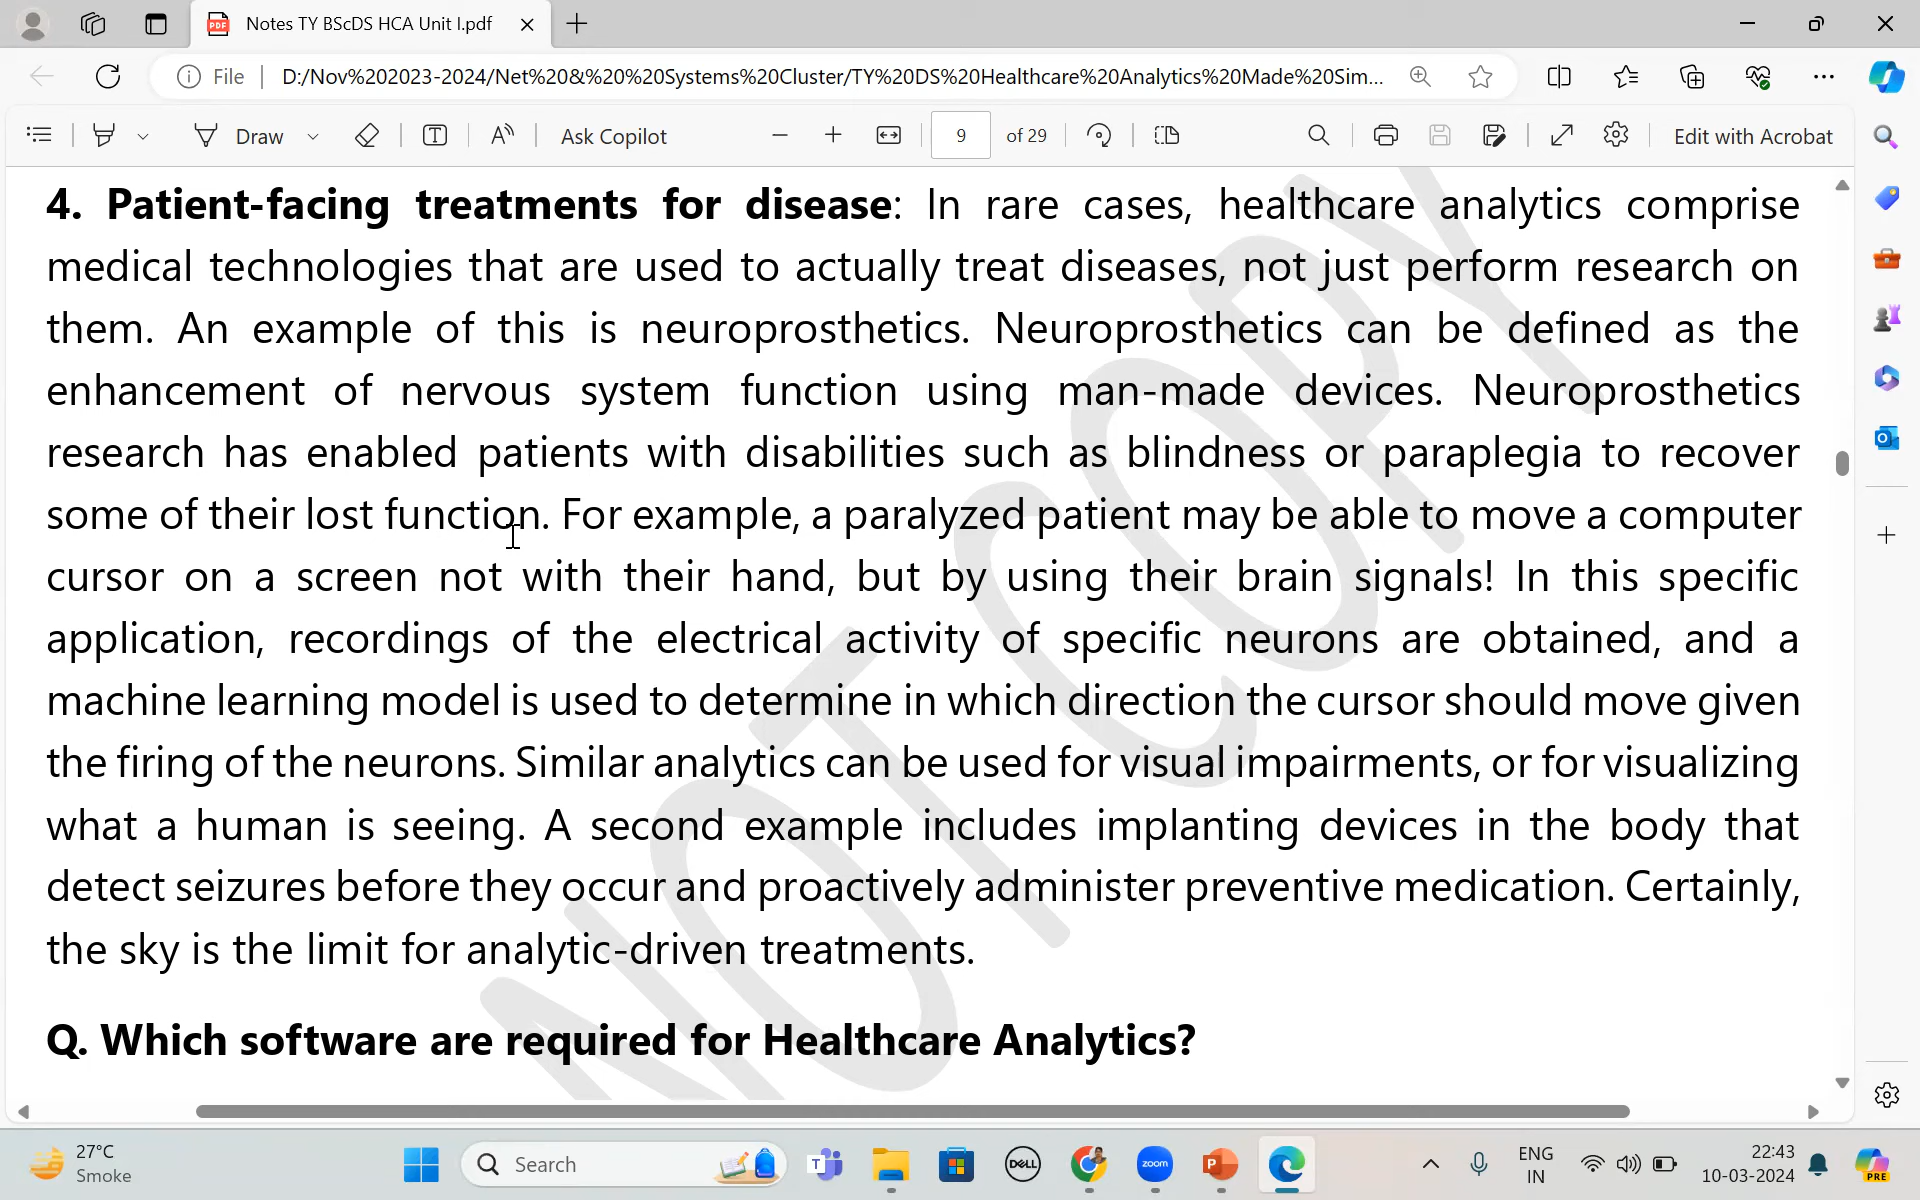 Notes TY BScDS HCA Unit I.pdf
File
D:/Nov%202023-2024/Net%20&%20%20Systems%20Cluster/TY%20DS%20Healthcare%20Analytics%20Made%20Sim...
Draw
Ask Copilot
9
of 29
Edit with Acrobat
4. Patient-facing treatments for disease: In rare cases, healthcare analytics comprise
medical technologies that are used to actually treat diseases, not just perform research on
them. An example of this is neuroprosthetics. Neuroprosthetics can be defined as the
enhancement of nervous system function using man-made devices. Neuroprosthetics
research has enabled patients with disabilities such as blindness or paraplegia to recover
some of their lost function. For example, a paralyzed patient may be able to move a computer
cursor on a screen not with their hand, but by using their brain signals! In this specific
application, recordings of the electrical activity of specific neurons are obtained, and a
machine learning model is used to determine in which direction the cursor should move given
the firing of the neurons. Similar analytics can be used for visual impairments, or for visualizing
what a human is seeing. A second example includes implanting devices in the body that
detect seizures before they occur and proactively administer preventive medication. Certainly,
the sky is the limit for analytic-driven treatments.
Q. Which software are required for Healthcare Analytics?
NOT COPY
27°C
Smoke
Search
DELL
zoom
ENG
IN
22:43
10-03-2024
PRE